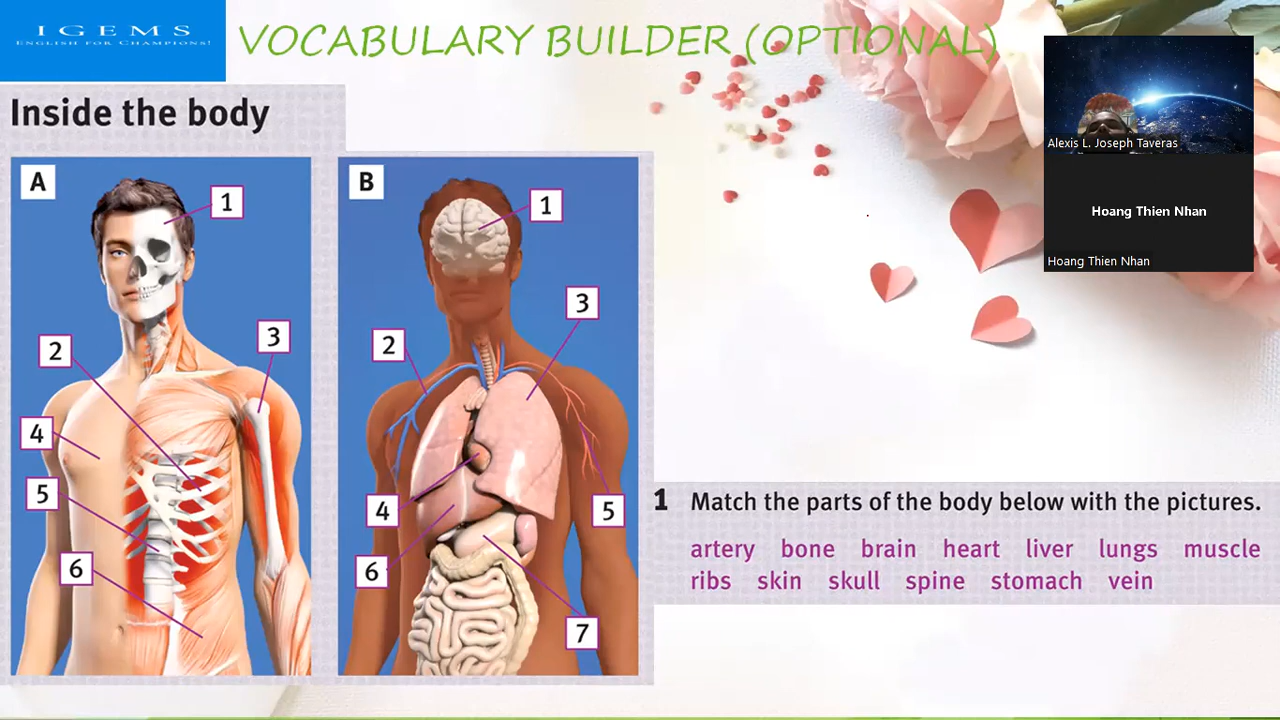 IGEMS
ENGLISH FOR CHAMPIONS!
VOCABULARY BUILDER (OPTIONAL)
Inside the body
A
1
2
3
4
5
6
B
1
2
3
4
5
6
7
Alexis L. Joseph Taveras
Hoang Thien Nhan
Hoang Thien Nhan
1 Match the parts of the body below with the pictures.
artery bone brain heart liver lungs muscle
ribs skin skull spine stomach vein